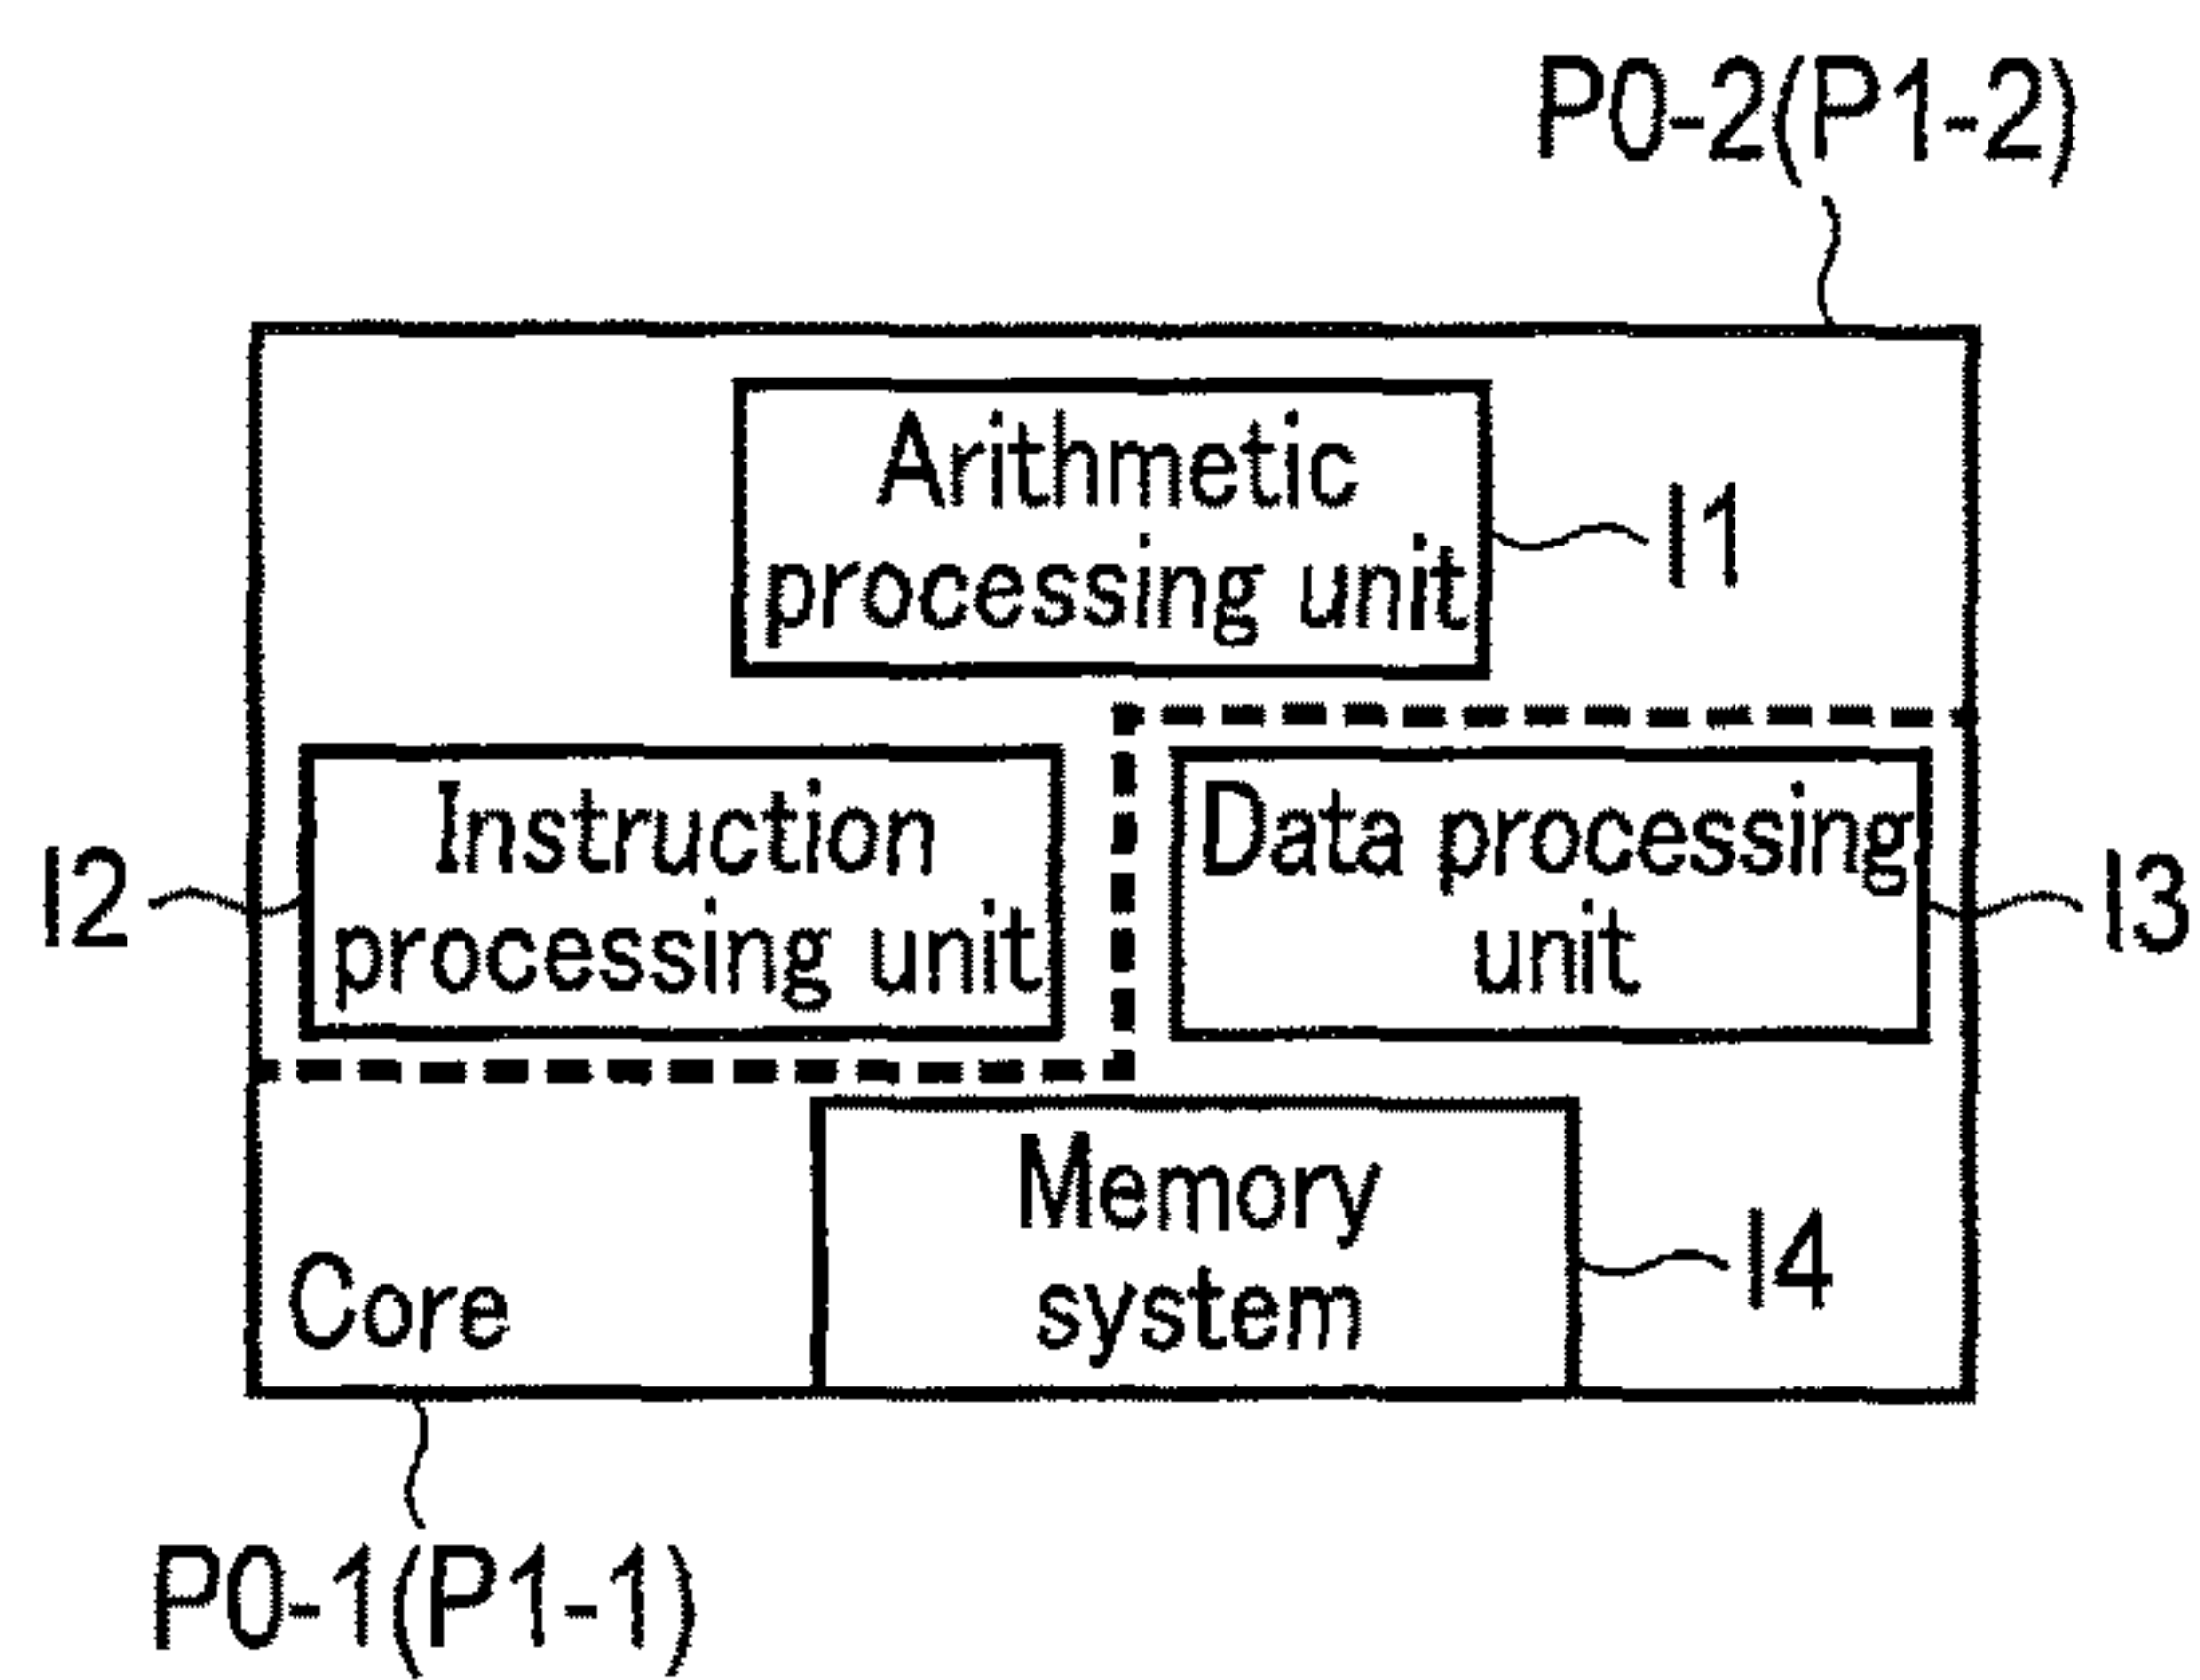 P0-2(P1-2)
Arithmetic
processing unit
I1
I2
Instruction
processing unit
Data processing
unit
I3
Memory
system
I4
Core
P0-1(P1-1)